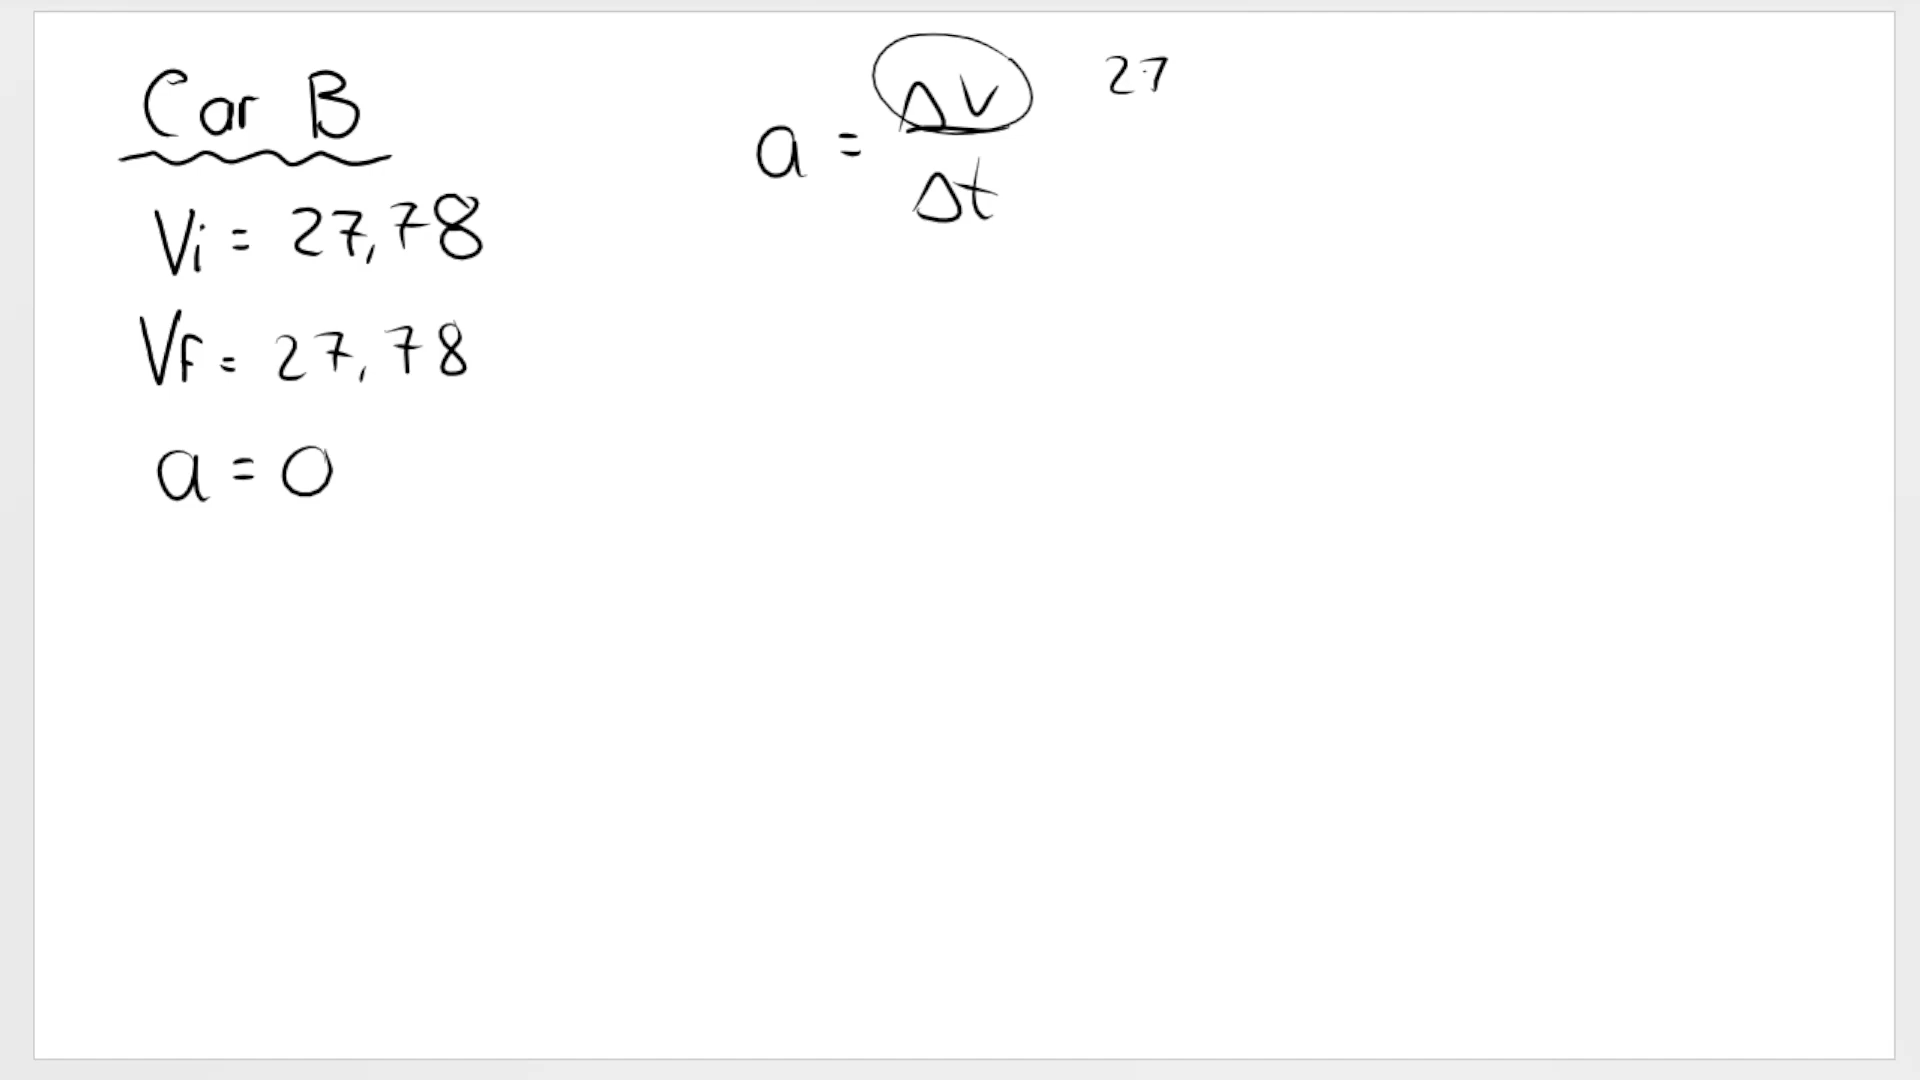 Car B
Vi = 27,78
Vf = 27,78
a = 0
a = ΔV
Δt
27